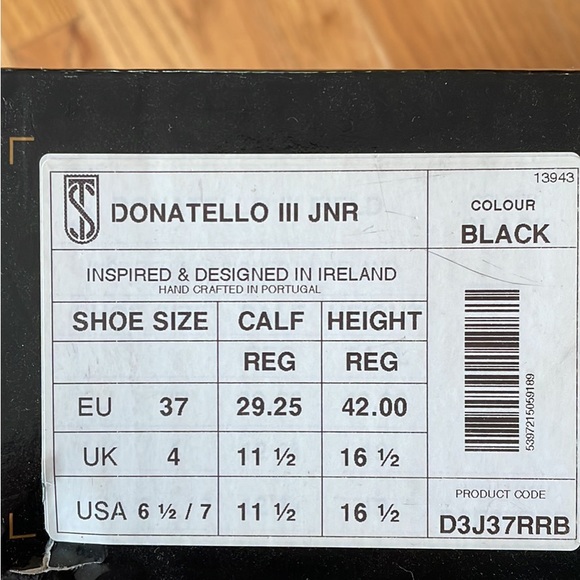 13943
TS DONATELLO III JNR
COLOUR
BLACK
INSPIRED & DESIGNED IN IRELAND
HAND CRAFTED IN PORTUGAL
SHOE SIZE CALF HEIGHT
REG REG
EU 37 29.25 42.00
UK 4 11 ½ 16 ½
USA 6 ½ / 7 11 ½ 16 ½
5397215059189
PRODUCT CODE
D3J37RRB